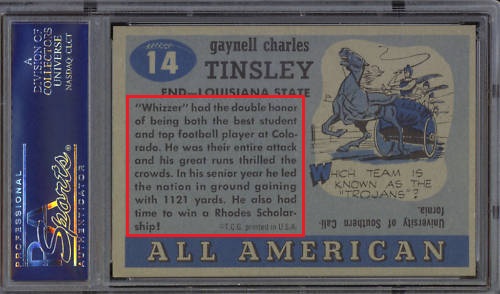 A
DIVISION OF
COLLECTORS
UNIVERSE
NASDAQ: CLCT
PROFESSIONAL
PSA
Sports
AUTHENTICATOR
14
gaynell charles
TINSLEY
END—LOUISIANA STATE
"Whizzer" had the double honor
of being both the best student
and top football player at Colo-
rado. He was their entire attack
and his great runs thrilled the
crowds. In his senior year he led
the nation in ground gaining
with 1121 yards. He also had
time to win a Rhodes Scholar-
ship!
©T.C.G. printed in U.S.A.
WHICH TEAM IS
KNOWN AS THE
"TROJANS"?
University of Southern Cali-
fornia.
ALL AMERICAN